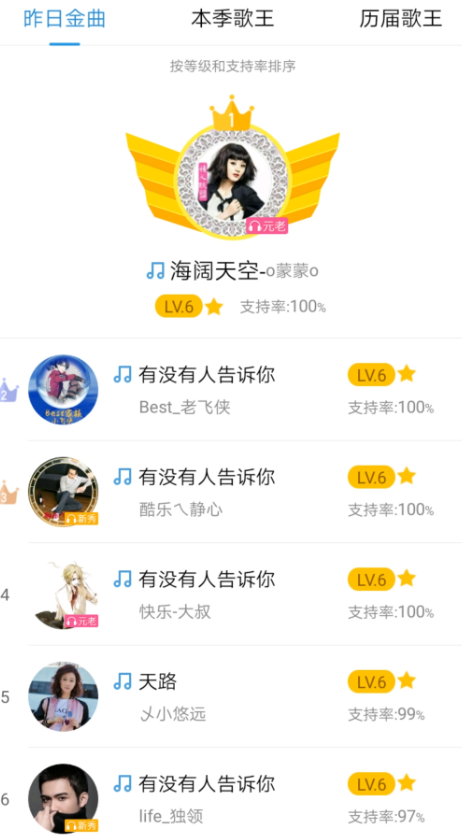 昨日金曲 本季歌王 历届歌王
按等级和支持率排序
1
元老
海阔天空-o蒙蒙o
LV.6 支持率:100%
2
有没有人告诉你 LV.6
Best_老飞侠 支持率:100%
3
新秀
有没有人告诉你 LV.6
酷乐ヘ静心 支持率:100%
4
元老
有没有人告诉你 LV.6
快乐-大叔 支持率:100%
5
天路 LV.6
乄小悠远 支持率:99%
6
新秀
有没有人告诉你 LV.6
life_独领 支持率:97%